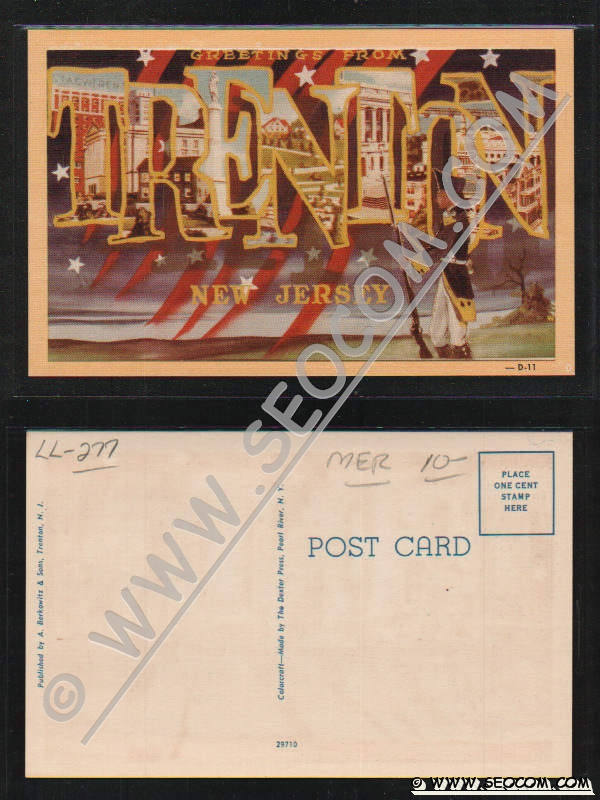 GREETINGS FROM
TRENTON
NEW JERSEY
— D-11
LL-277
MER 10-
PLACE
ONE CENT
STAMP
HERE
POST CARD
Published by A. Berkowitz & Sons, Trenton, N. J.
Colorcraft—Made by The Dexter Press, Pearl River, N. Y.
29710
© WWW.SEOCOM.COM
© WWW.SEOCOM.COM